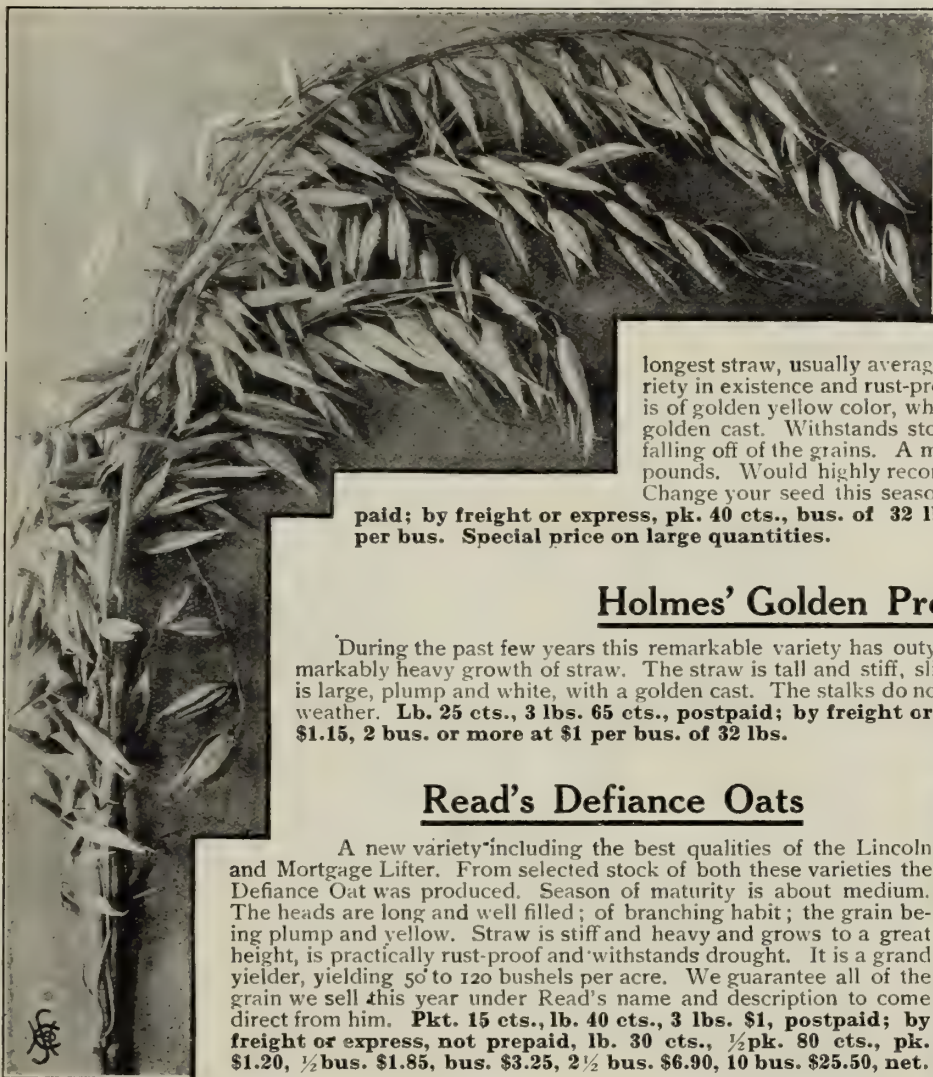 longest straw, usually averag
riety in existence and rust-pr
is of golden yellow color, wh
golden cast. Withstands sto
falling off of the grains. A m
pounds. Would highly recor
Change your seed this seaso
paid; by freight or express, pk. 40 cts., bus. of 32 l
per bus. Special price on large quantities.
Holmes' Golden Pr
During the past few years this remarkable variety has outy
markably heavy growth of straw. The straw is tall and stiff, sl
is large, plump and white, with a golden cast. The stalks do no
weather. Lb. 25 cts., 3 lbs. 65 cts., postpaid; by freight or
$1.15, 2 bus. or more at $1 per bus. of 32 lbs.
Read's Defiance Oats
A new variety including the best qualities of the Lincoln
and Mortgage Lifter. From selected stock of both these varieties the
Defiance Oat was produced. Season of maturity is about medium.
The heads are long and well filled; of branching habit; the grain be-
ing plump and yellow. Straw is stiff and heavy and grows to a great
height, is practically rust-proof and withstands drought. It is a grand
yielder, yielding 50 to 120 bushels per acre. We guarantee all of the
grain we sell this year under Read's name and description to come
direct from him. Pkt. 15 cts., lb. 40 cts., 3 lbs. $1, postpaid; by
freight or express, not prepaid, lb. 30 cts., ½pk. 80 cts., pk.
$1.20, ½bus. $1.85, bus. $3.25, 2½ bus. $6.90, 10 bus. $25.50, net.